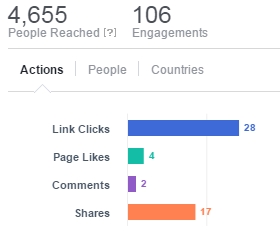 4,655 106
People Reached [?] Engagements
Actions People Countries
Link Clicks 28
Page Likes 4
Comments 2
Shares 17